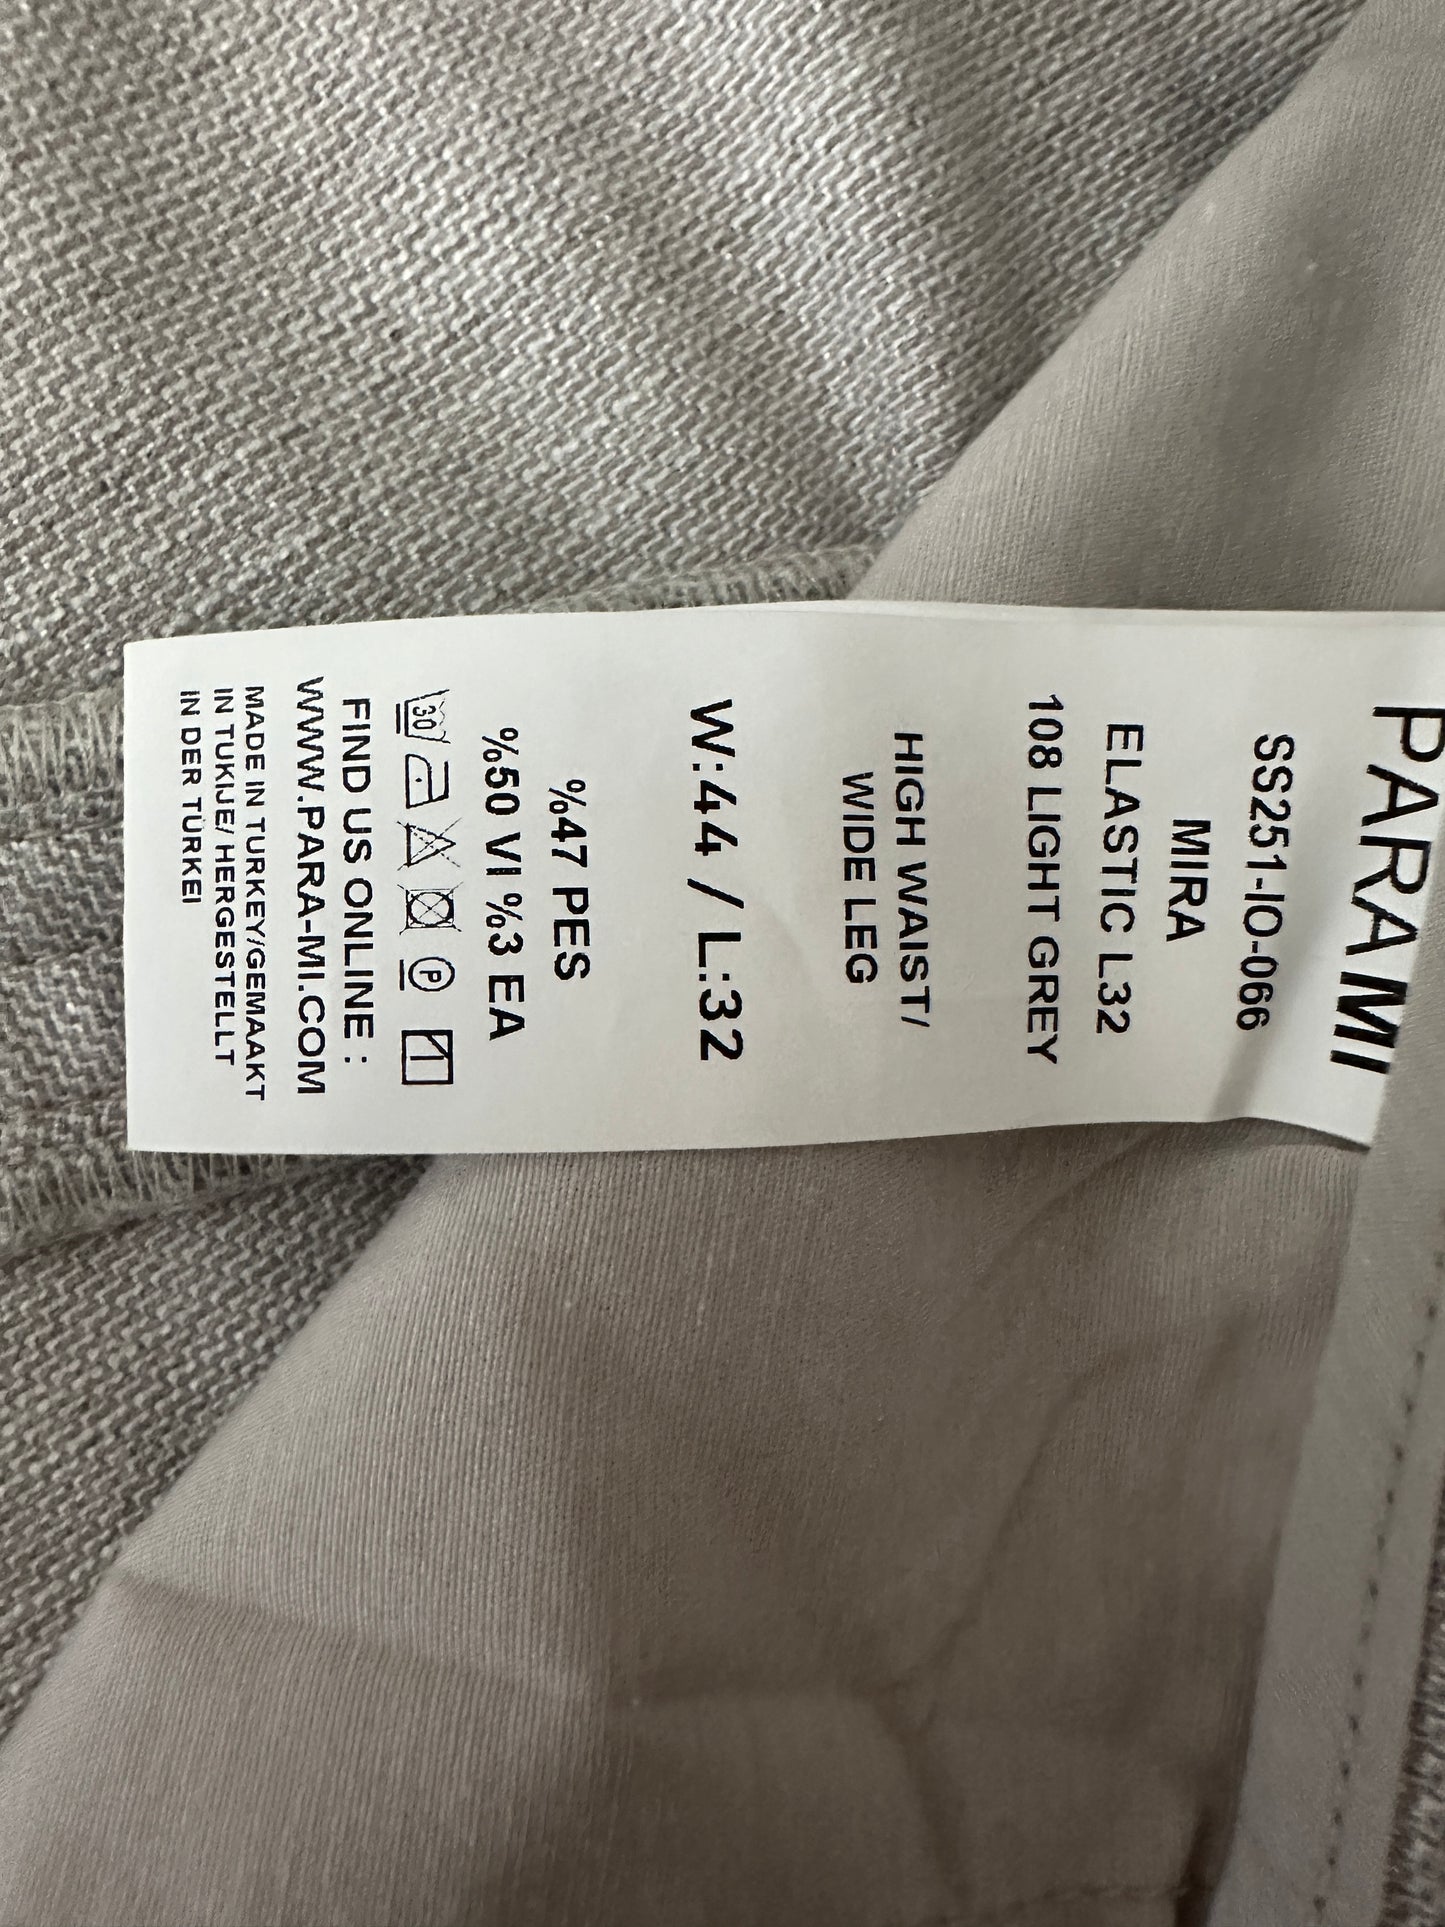 PARA MI
SS251-IO-066
MIRA
ELASTIC L32
108 LIGHT GREY
HIGH WAIST/
WIDE LEG
W:44 / L:32
%47 PES
%50 VI %3 EA
30 P
FIND US ONLINE :
WWW.PARA-MI.COM
MADE IN TURKEY/GEMAAKT
IN TUKIJE/ HERGESTELLT
IN DER TÜRKEI